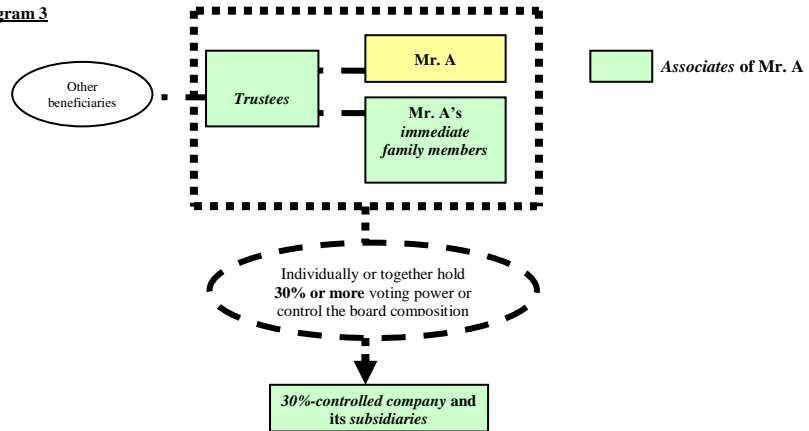 gram 3
Other
beneficiaries
Trustees
Mr. A
Mr. A's
immediate
family members
Associates of Mr. A
Individually or together hold
30% or more voting power or
control the board composition
30%-controlled company and
its subsidiaries